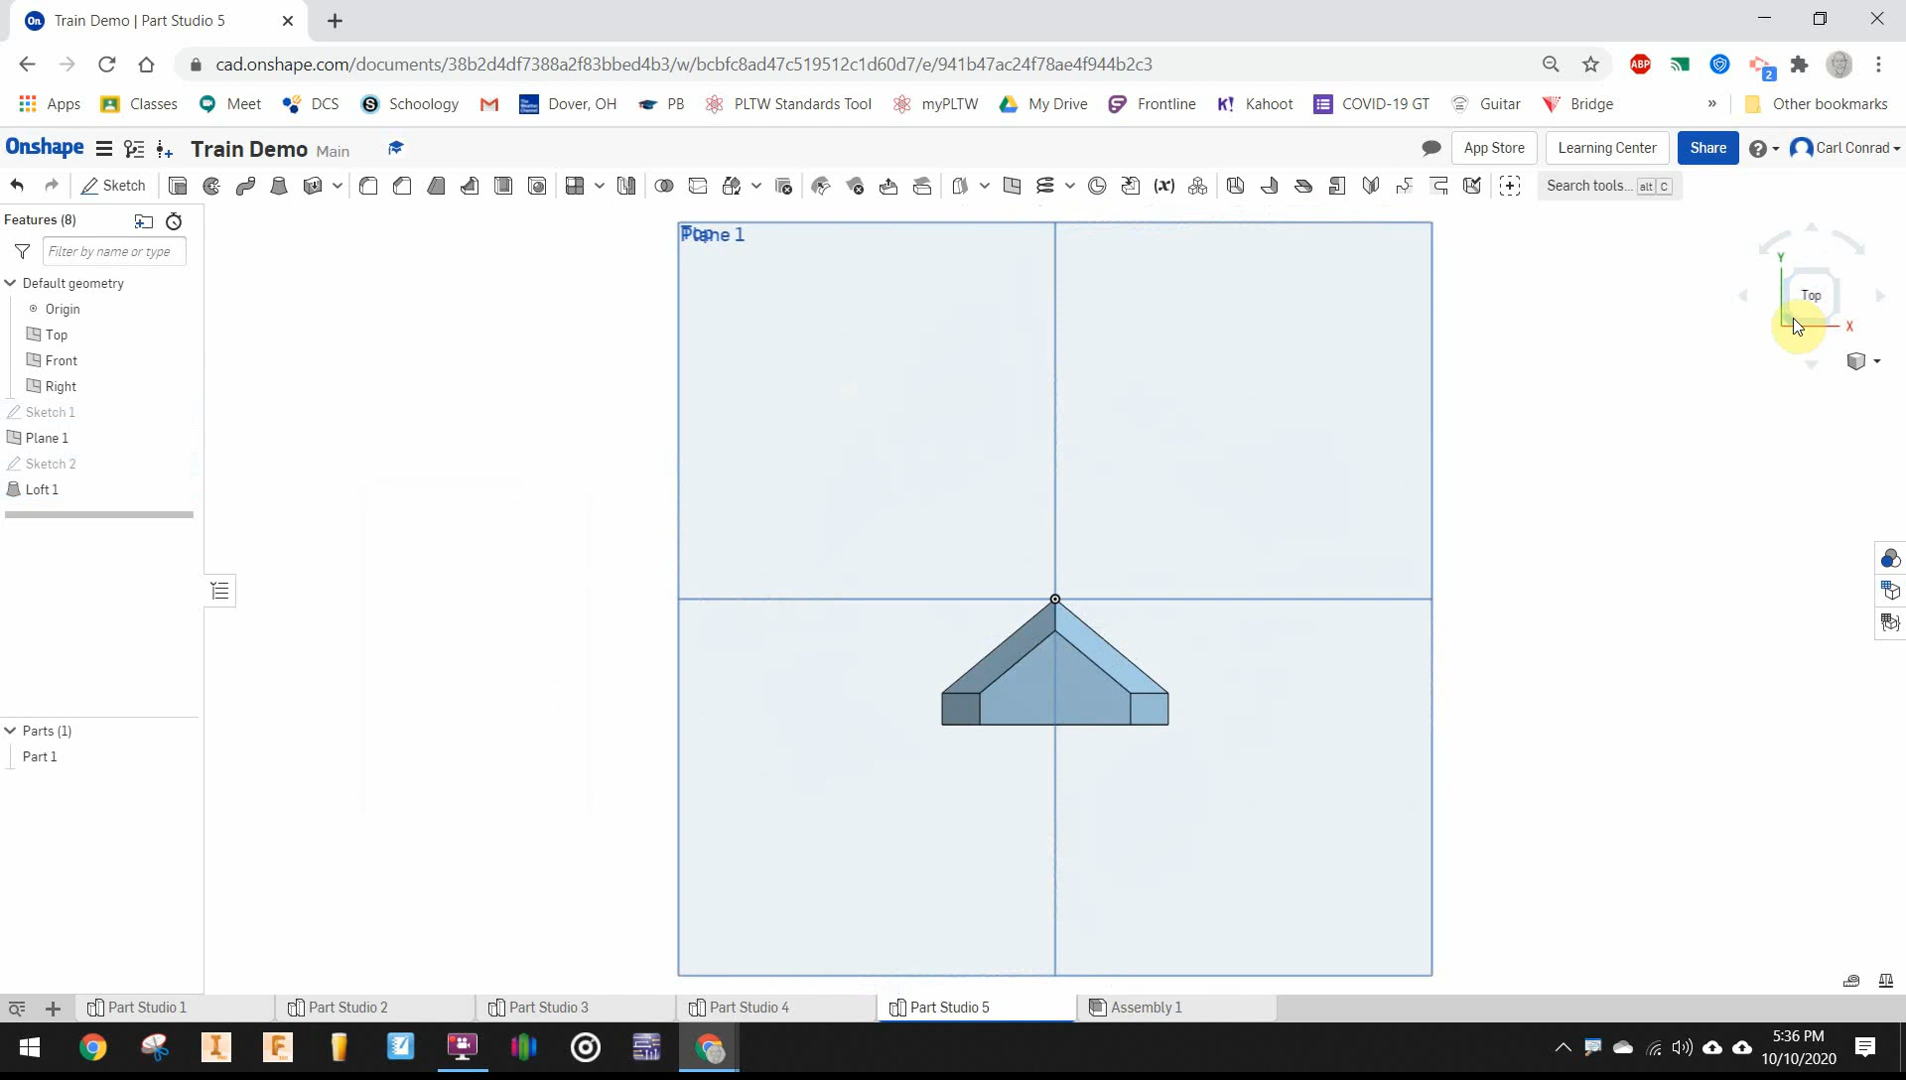 On Train Demo | Part Studio 5
cad.onshape.com/documents/38b2d4df7388a2f83bbed4b3/w/bcbfc8ad47c519512c1d60d7/e/941b47ac24f78ae4f944b2c3
ABP
2
Apps Classes Meet DCS Schoology Dover, OH PB PLTW Standards Tool myPLTW My Drive Frontline K! Kahoot COVID-19 GT Guitar Bridge » Other bookmarks
Onshape Train Demo Main App Store Learning Center Share Carl Conrad
Sketch Search tools... alt C
Features (8)
Filter by name or type
Default geometry
Origin
Top
Front
Right
Sketch 1
Plane 1
Sketch 2
Loft 1
Parts (1)
Part 1
Top
Plane 1
Y
Top
X
Part Studio 1 Part Studio 2 Part Studio 3 Part Studio 4 Part Studio 5 Assembly 1
5:36 PM
10/10/2020